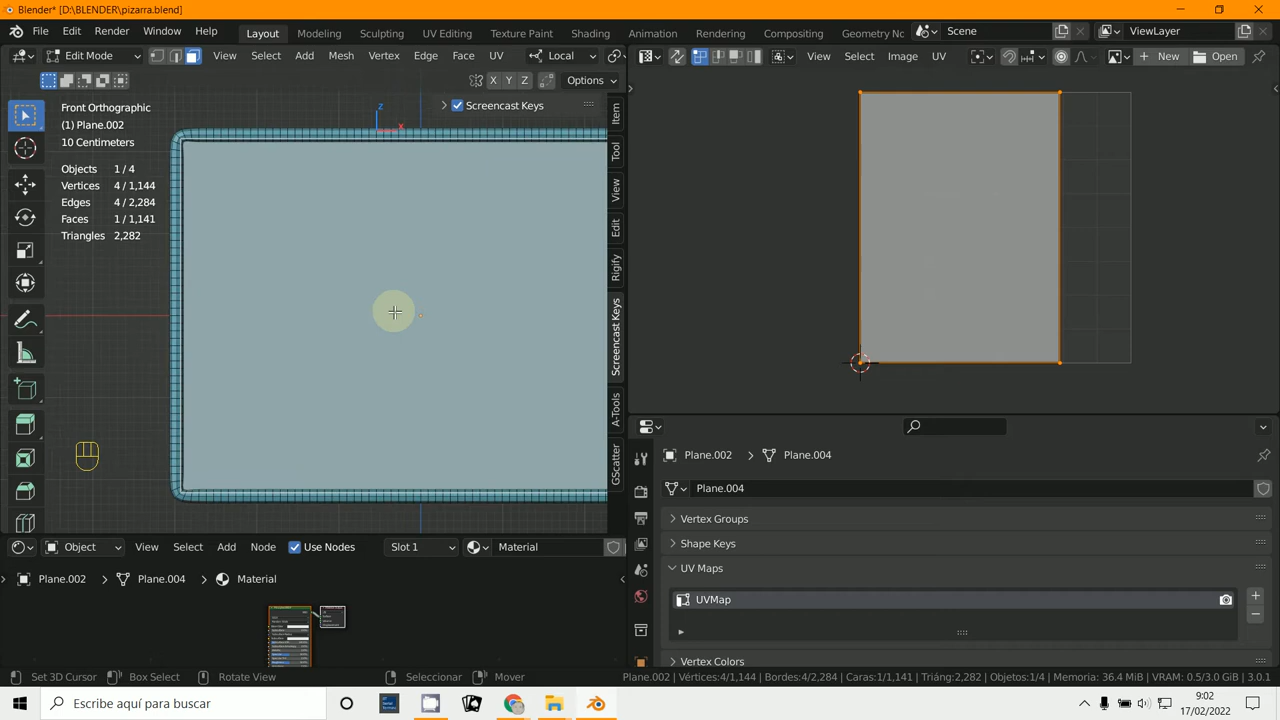 Blender* [D:\BLENDER\pizarra.blend]
File Edit Render Window Help Layout Modeling Sculpting UV Editing Texture Paint Shading Animation Rendering Compositing Geometry Nc Scene ViewLayer
Edit Mode View Select Add Mesh Vertex Edge Face UV Local View Select Image UV New Open
X Y Z Options
Front Orthographic
(1) Plane.002
10 Centimeters
Screencast Keys
Objects 1/4
Vertices 4/1,144
Edges 4/2,284
Faces 1/1,141
Triangles 2,282
z
x
Item
Tool
View
Edit
Rigify
Screencast Keys
A-Tools
GScatter
Plane.002 > Plane.004
Plane.004
Vertex Groups
Shape Keys
UV Maps
UVMap
Vertex Colors
Object View Select Add Node Use Nodes Slot 1 Material
Plane.002 > Plane.004 > Material
Set 3D Cursor Box Select Rotate View Seleccionar Mover Plane.002 | Vértices:4/1,144 | Bordes:4/2,284 | Caras:1/1,141 | Triáng:2,282 | Objetos:1/4 | Memoria: 36.4 MiB | VRAM: 0.5/3.0 GiB | 3.0.1
Escribe aquí para buscar
9:02
17/02/2022